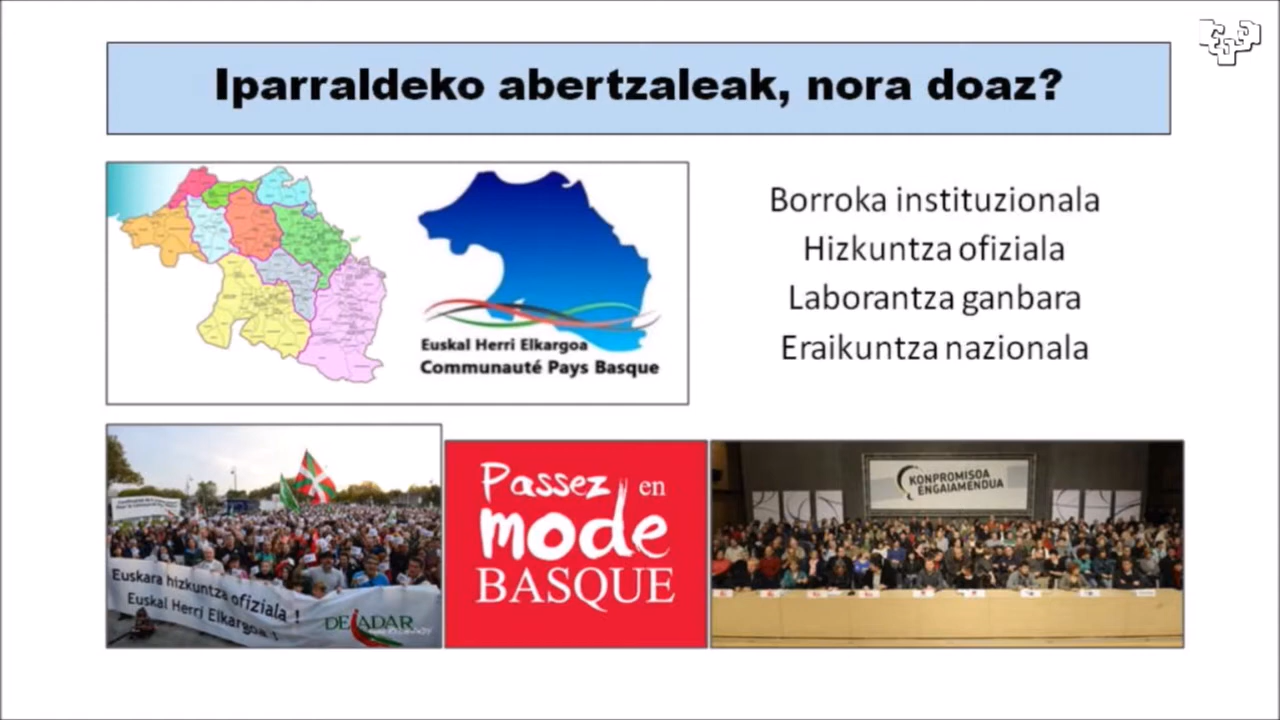 Iparraldeko abertzaleak, nora doaz?
Borroka instituzionala
Hizkuntza ofiziala
Laborantza ganbara
Eraikuntza nazionala
Euskal Herri Elkargoa
Communauté Pays Basque
Euskara hizkuntza ofiziala !
Euskal Herri Elkargoa !
DEIADAR
Passez en
mode
BASQUE
KONPROMISOA
ENGAIAMENDUA